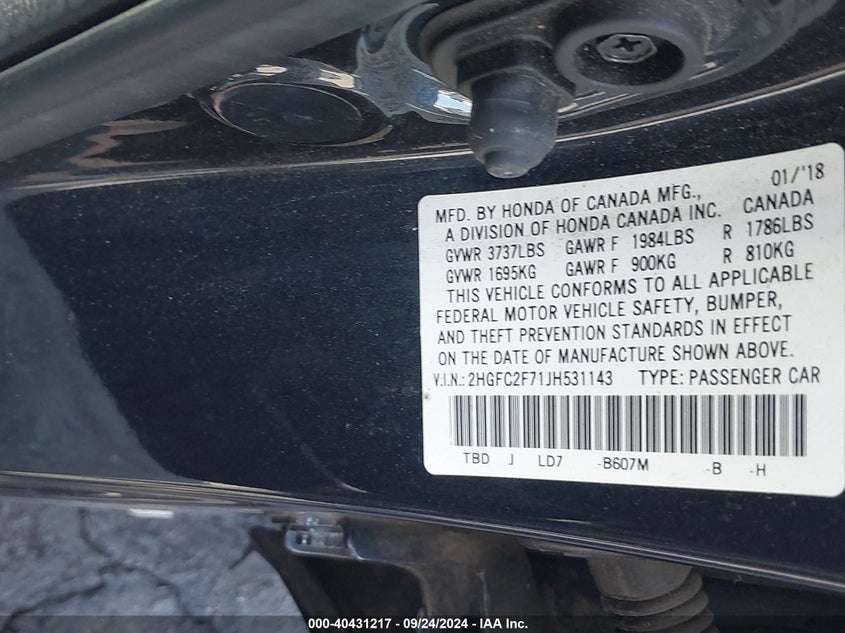 01/'18
MFD. BY HONDA OF CANADA MFG.,
A DIVISION OF HONDA CANADA INC. CANADA
GVWR 3737LBS GAWR F 1984LBS R 1786LBS
GVWR 1695KG GAWR F 900KG R 810KG
THIS VEHICLE CONFORMS TO ALL APPLICABLE
FEDERAL MOTOR VEHICLE SAFETY, BUMPER,
AND THEFT PREVENTION STANDARDS IN EFFECT
ON THE DATE OF MANUFACTURE SHOWN ABOVE.
V.I.N.: 2HGFC2F71JH531143 TYPE: PASSENGER CAR
TBD J LD7 -B607M -B -H
000-40431217 - 09/24/2024 - IAA Inc.